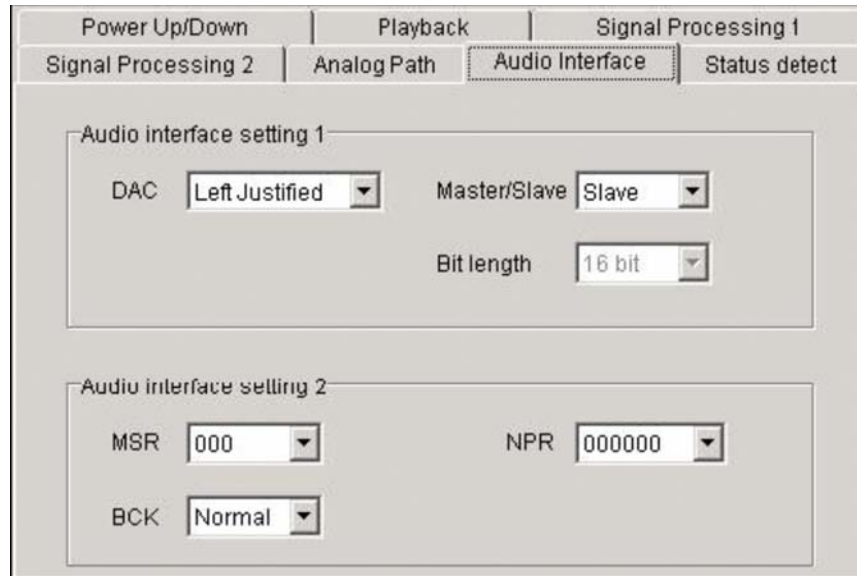 Power Up/Down Playback Signal Processing 1
Signal Processing 2 Analog Path Audio Interface Status detect
Audio interface setting 1
DAC Left Justified Master/Slave Slave
Bit length 16 bit
Audio interface setting 2
MSR 000 NPR 000000
BCK Normal